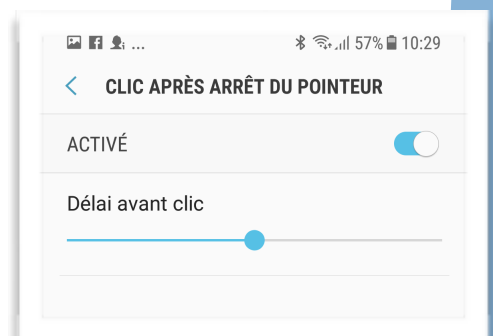 ... 57% 10:29
CLIC APRÈS ARRÊT DU POINTEUR
ACTIVÉ
Délai avant clic